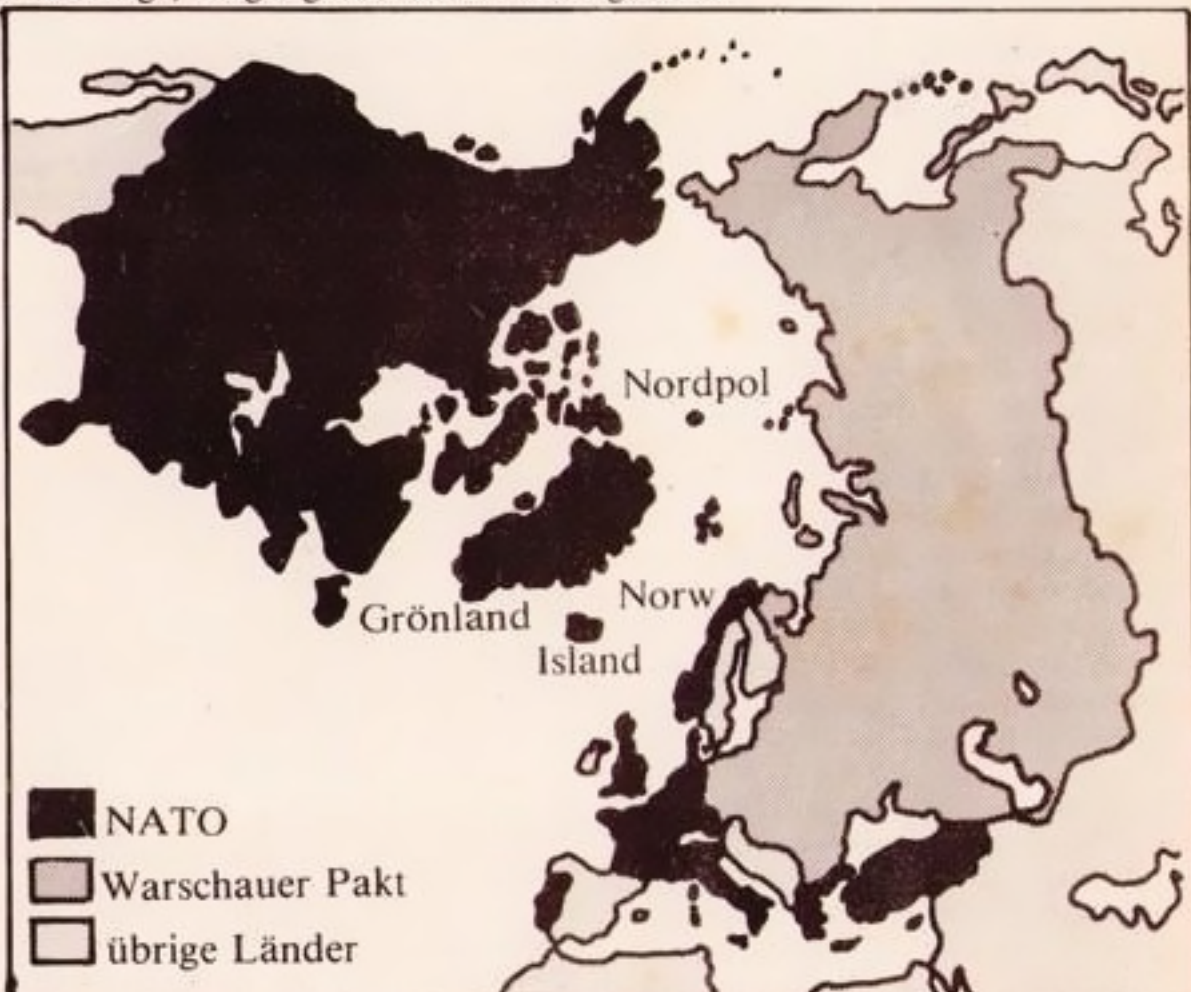 Nordpol
Norw
Grönland
Island
NATO
Warschauer Pakt
übrige Länder